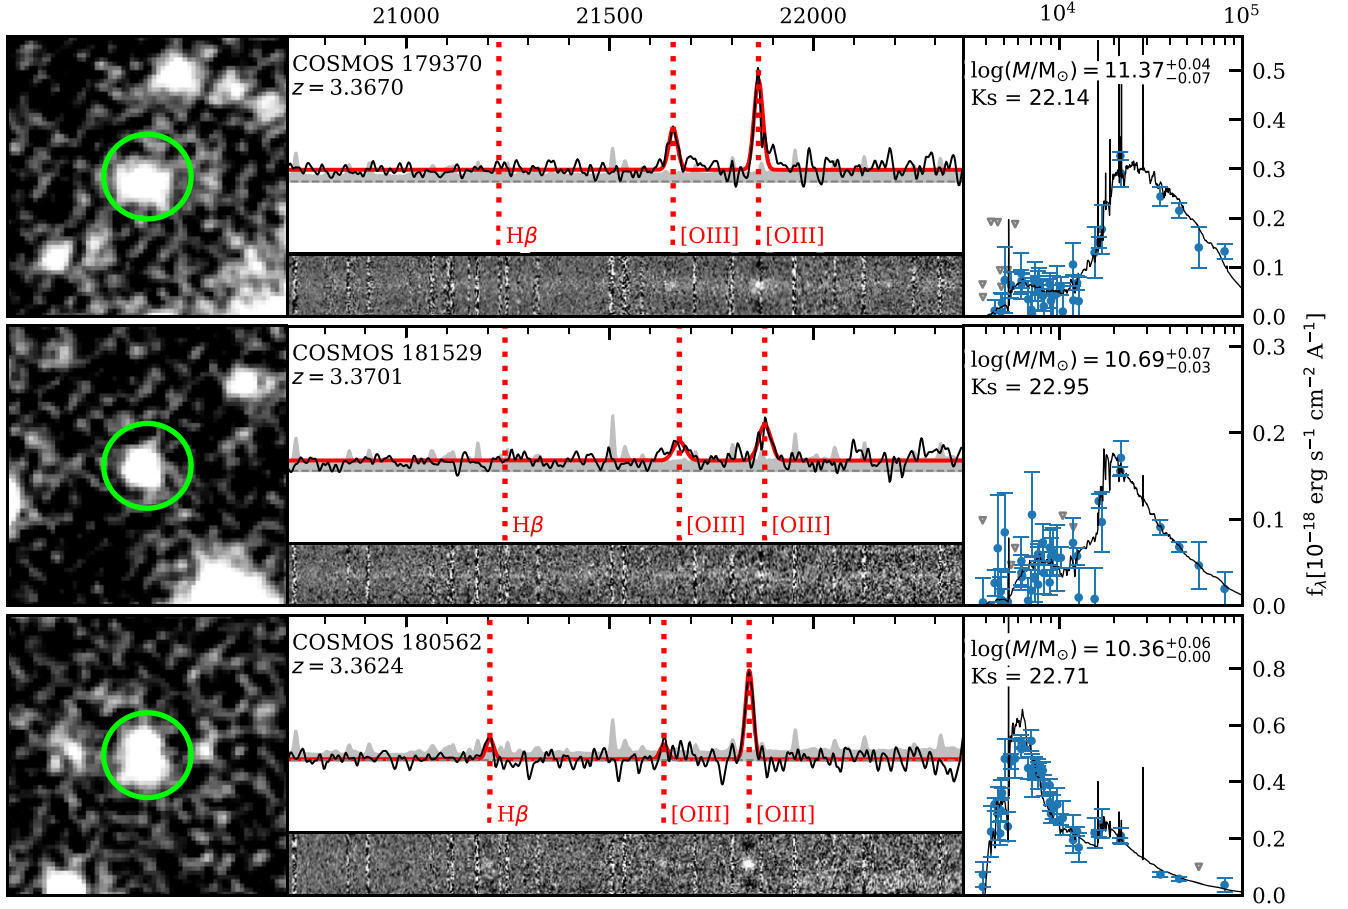 21000 21500 22000 10⁴ 10⁵
COSMOS 179370
z = 3.3670
Hβ [OIII] [OIII]
log(M/M⊙) = 11.37+0.04−0.07
Ks = 22.14
0.5
0.4
0.3
0.2
0.1
0.0
COSMOS 181529
z = 3.3701
Hβ [OIII] [OIII]
log(M/M⊙) = 10.69+0.07−0.03
Ks = 22.95
0.3
0.2
0.1
0.0
COSMOS 180562
z = 3.3624
Hβ [OIII] [OIII]
log(M/M⊙) = 10.36+0.06−0.00
Ks = 22.71
0.8
0.6
0.4
0.2
0.0
fλ[10⁻¹⁸ erg s⁻¹ cm⁻² A⁻¹]